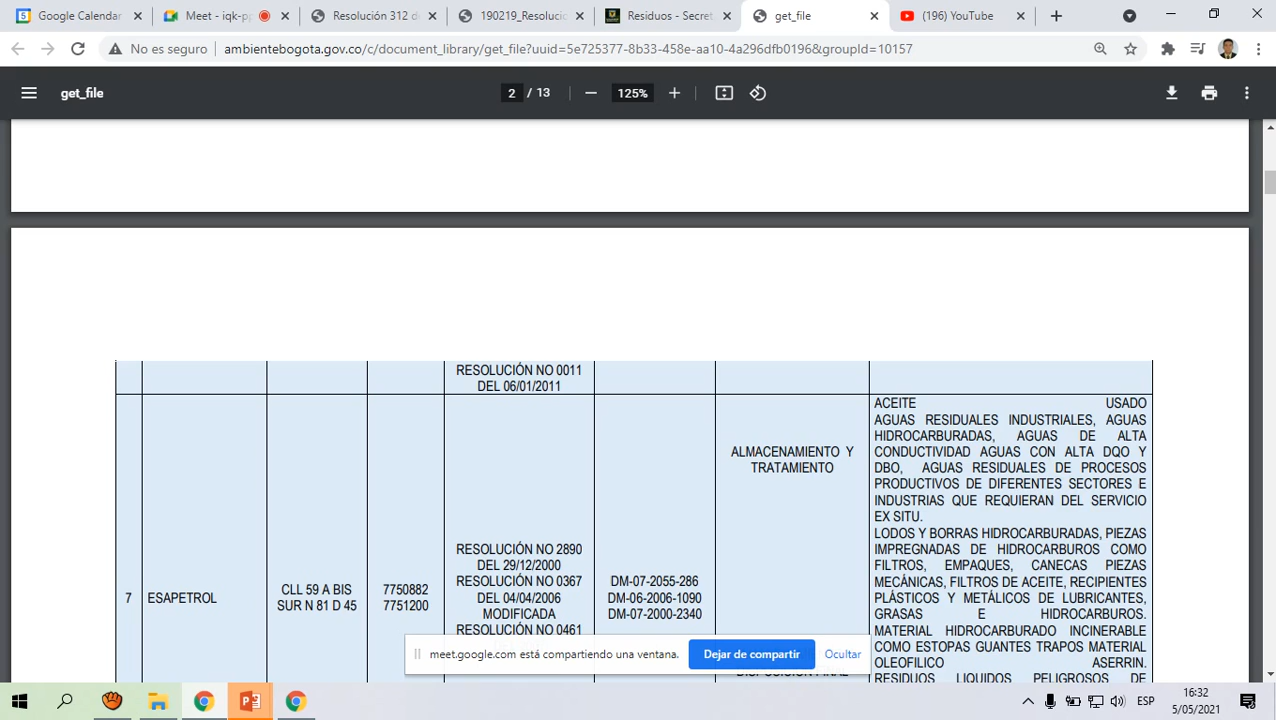 Google Calendar
Meet - iqk-p
Resolución 312 d
190219_Resoluci
Residuos - Secre
get_file
(196) YouTube
No es seguro
ambientebogota.gov.co/c/document_library/get_file?uuid=5e725377-8b33-458e-aa10-4a296dfb0196&groupId=10157
get_file
2 / 13
125%
RESOLUCIÓN NO 0011
DEL 06/01/2011
7
ESAPETROL
CLL 59 A BIS
SUR N 81 D 45
7750882
7751200
RESOLUCIÓN NO 2890
DEL 29/12/2000
RESOLUCIÓN NO 0367
DEL 04/04/2006
MODIFICADA
RESOLUCIÓN NO 0461
DM-07-2055-286
DM-06-2006-1090
DM-07-2000-2340
ALMACENAMIENTO Y
TRATAMIENTO
ACEITE USADO
AGUAS RESIDUALES INDUSTRIALES, AGUAS
HIDROCARBURADAS, AGUAS DE ALTA
CONDUCTIVIDAD AGUAS CON ALTA DQO Y
DBO, AGUAS RESIDUALES DE PROCESOS
PRODUCTIVOS DE DIFERENTES SECTORES E
INDUSTRIAS QUE REQUIERAN DEL SERVICIO
EX SITU.
LODOS Y BORRAS HIDROCARBURADAS, PIEZAS
IMPREGNADAS DE HIDROCARBUROS COMO
FILTROS, EMPAQUES, CANECAS PIEZAS
MECÁNICAS, FILTROS DE ACEITE, RECIPIENTES
PLÁSTICOS Y METÁLICOS DE LUBRICANTES,
GRASAS E HIDROCARBUROS.
MATERIAL HIDROCARBURADO INCINERABLE
COMO ESTOPAS GUANTES TRAPOS MATERIAL
OLEOFILICO ASERRIN.
RESIDUOS LIQUIDOS PELIGROSOS DE
meet.google.com está compartiendo una ventana.
Dejar de compartir
Ocultar
ESP
16:32
5/05/2021